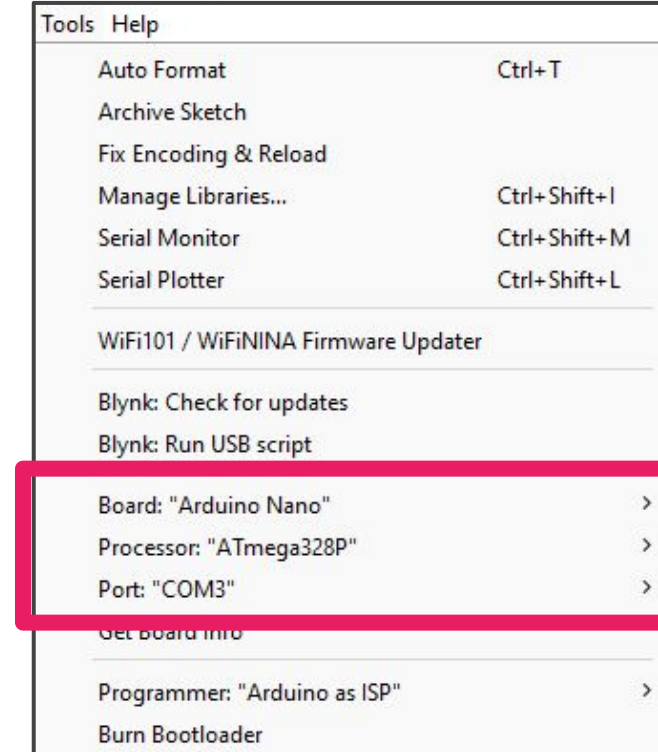 Tools Help
Auto Format Ctrl+T
Archive Sketch
Fix Encoding & Reload
Manage Libraries... Ctrl+Shift+I
Serial Monitor Ctrl+Shift+M
Serial Plotter Ctrl+Shift+L
WiFi101 / WiFiNINA Firmware Updater
Blynk: Check for updates
Blynk: Run USB script
Board: "Arduino Nano" >
Processor: "ATmega328P" >
Port: "COM3" >
Get Board Info
Programmer: "Arduino as ISP" >
Burn Bootloader